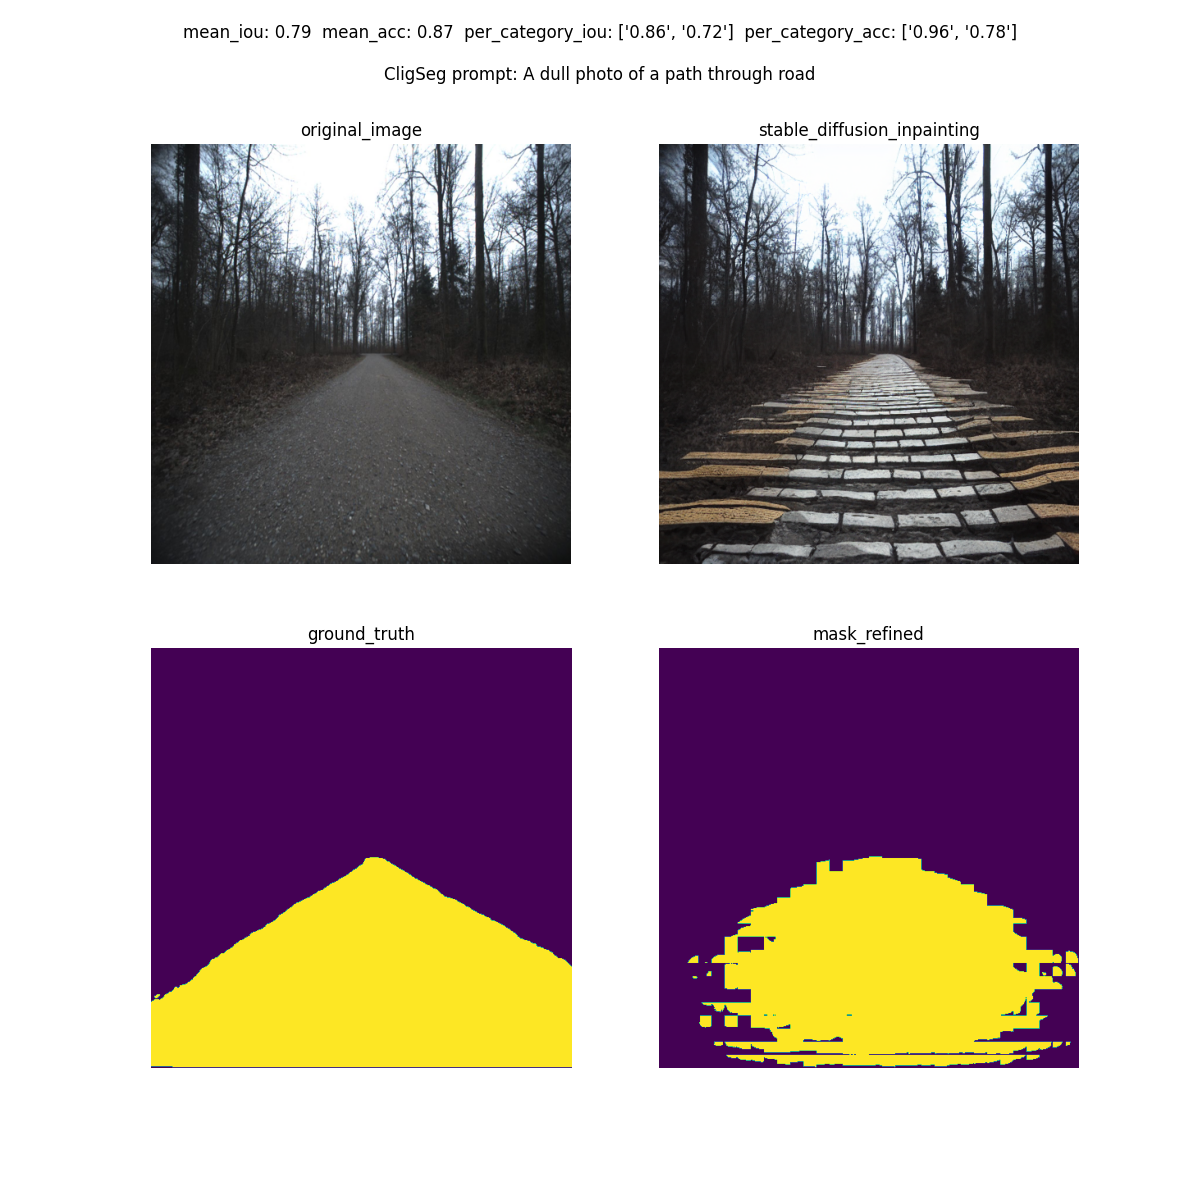 mean_iou: 0.79  mean_acc: 0.87  per_category_iou: ['0.86', '0.72']  per_category_acc: ['0.96', '0.78']
CligSeg prompt: A dull photo of a path through road
original_image
stable_diffusion_inpainting
ground_truth
mask_refined